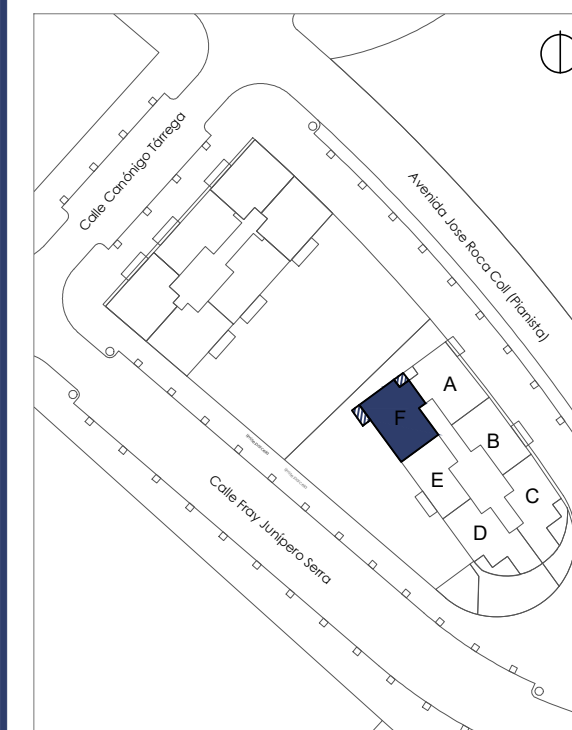 Calle Canónigo Tárrega
Avenida Jose Roca Coll (Pianista)
A
F
B
E
C
D
Calle Fray Junípero Serra